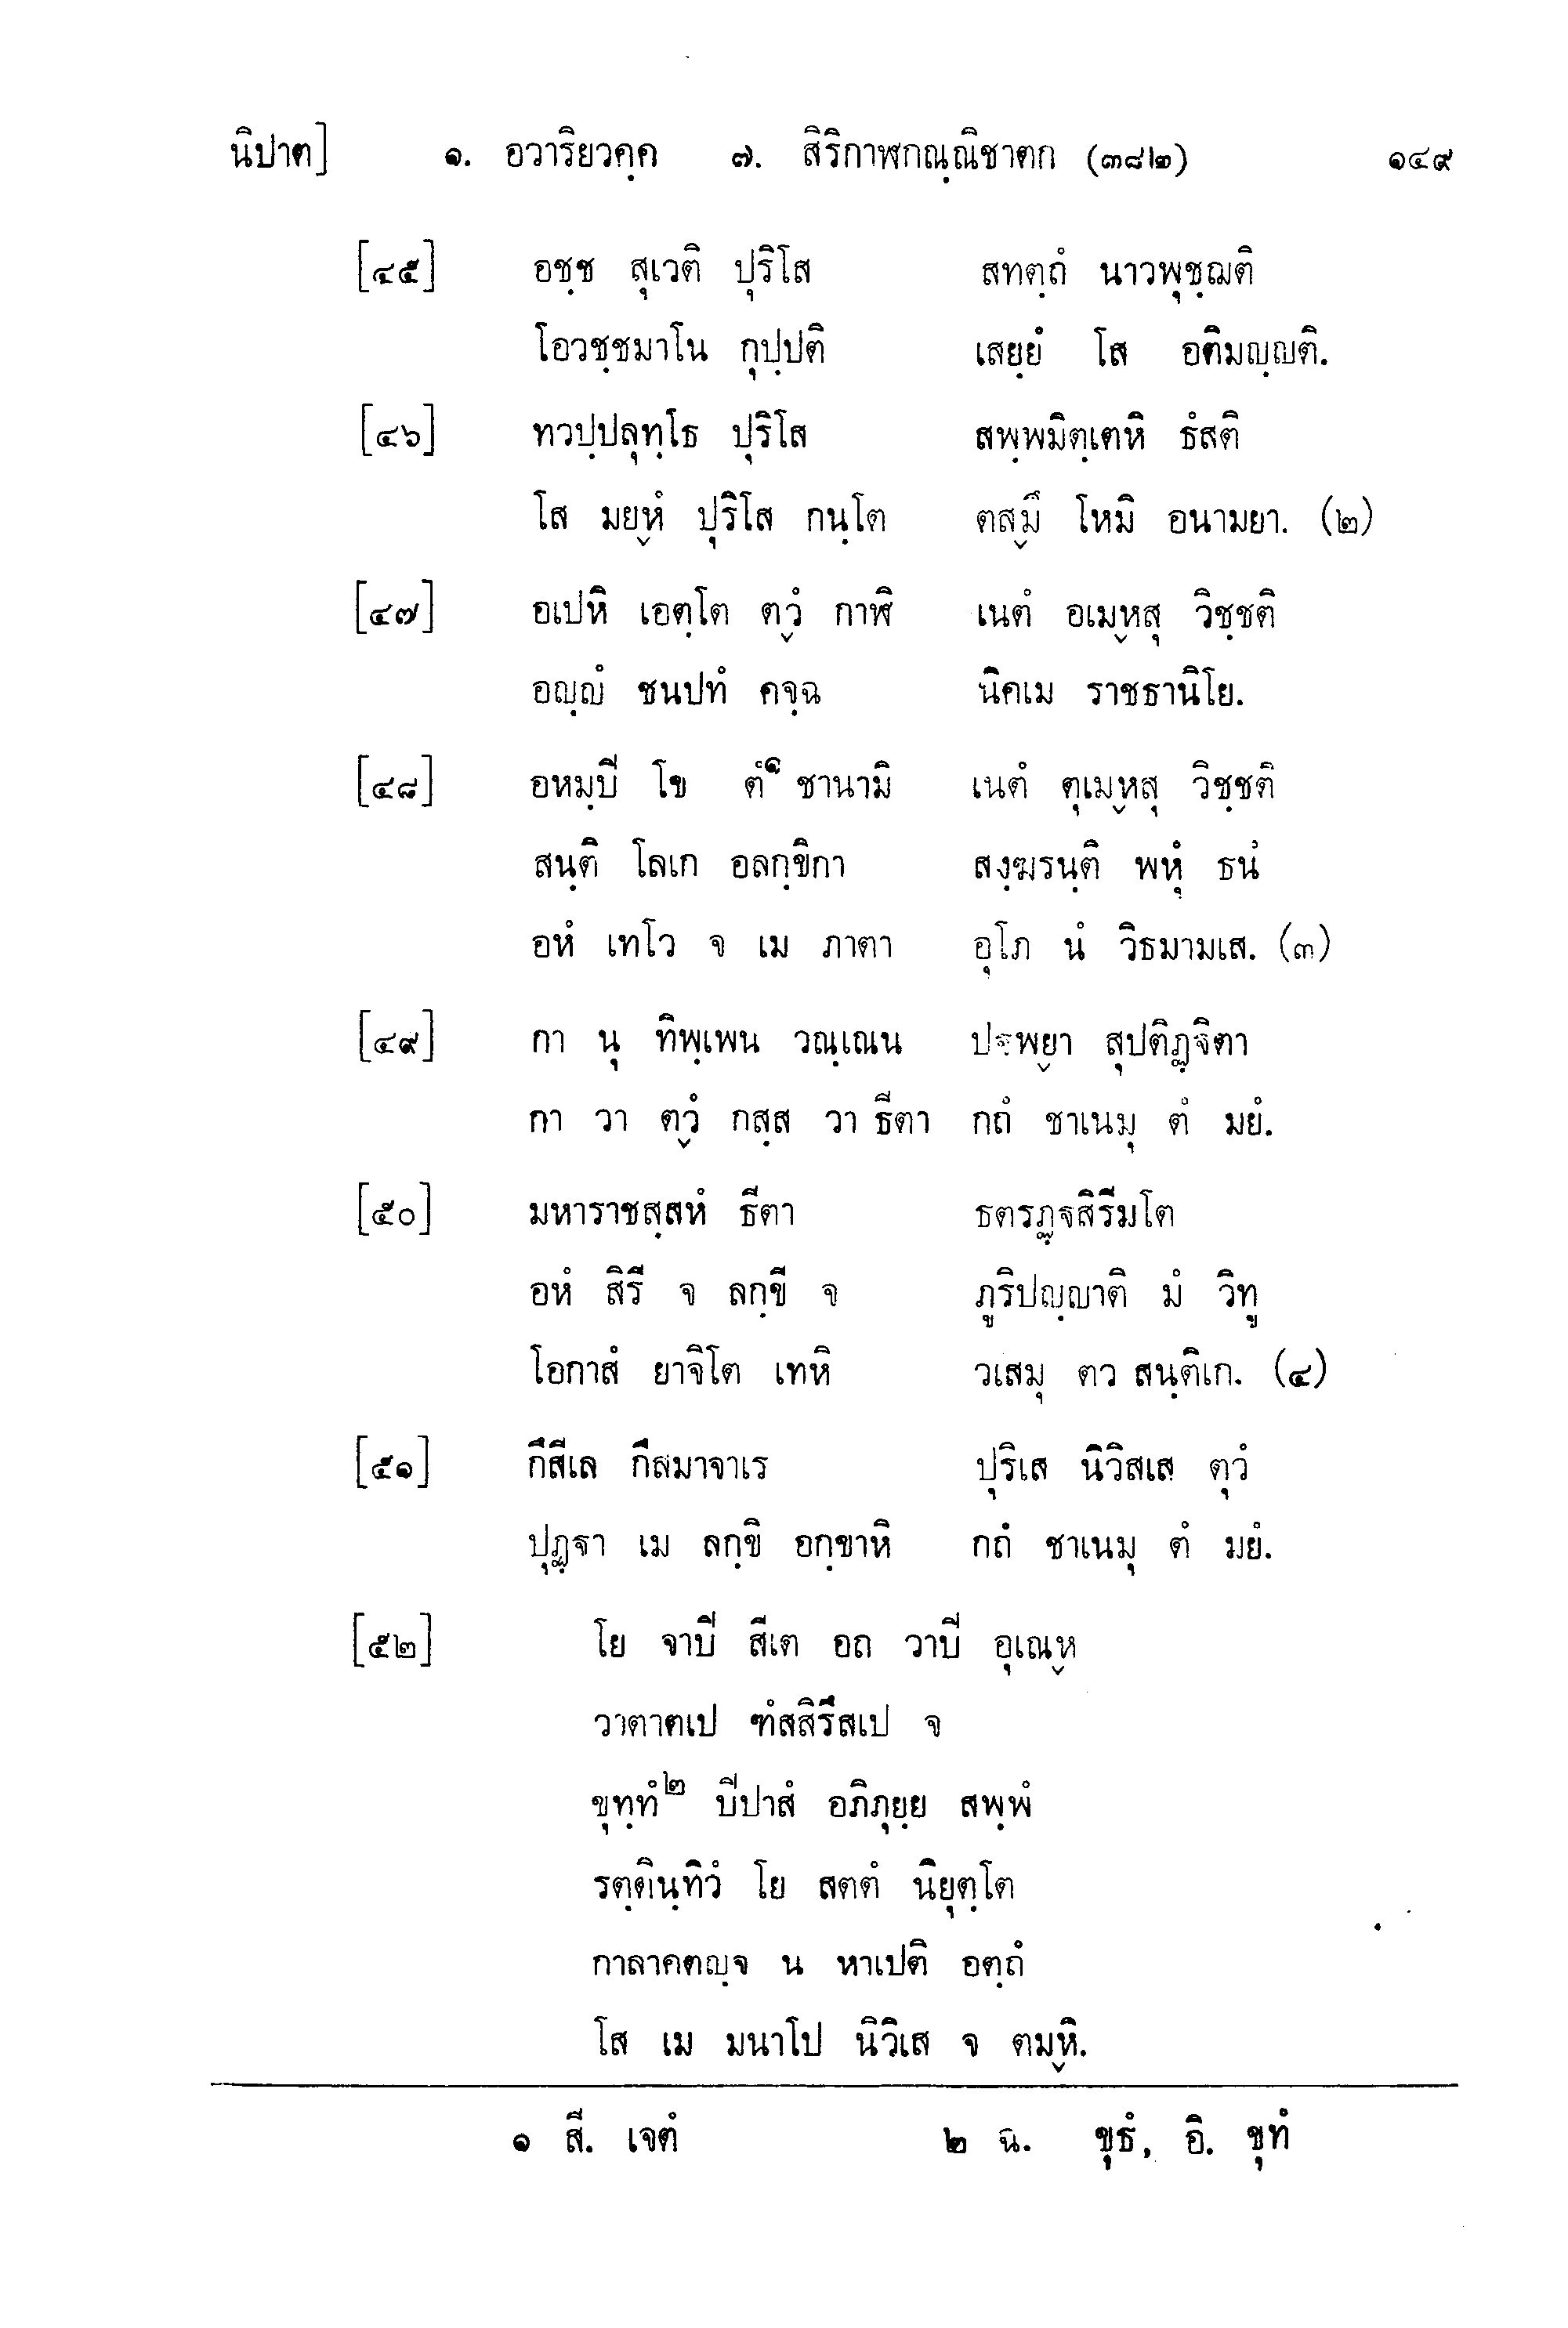 นิปาต] ๑. อวาริยวคฺค ๗. สิริกาฬกณฺณิชาตก (๓๘๒) ๑๔๙
[๔๕] อชฺช สุเวติ ปุริโส สทตฺถํ นาวพุชฺฌติ
โอวชฺชมาโน กุปฺปติ เสยฺยํ โส อติมญฺญติ.
[๔๖] ทวปฺปลุทฺโธ ปุริโส สพฺพมิตฺเตหิ ธํสติ
โส มยฺหํ ปุริโส กนฺโต ตสฺมึ โหมิ อนามยา. (๒)
[๔๗] อเปหิ เอตฺโต ตฺวํ กาฬิ เนตํ อเมฺหสุ วิชฺชติ
อญฺญํ ชนปทํ คจฺฉ นิคเม ราชธานิโย.
[๔๘] อหมฺปิ โข ตํ๑ ชานามิ เนตํ ตุเมฺหสุ วิชฺชติ
สนฺติ โลเก อลกฺขิกา สงฺฆรนฺติ พหุํ ธนํ
อหํ เทโว จ เม ภาตา อุโภ นํ วิธมามเส. (๓)
[๔๙] กา นุ ทิพฺเพน วณฺเณน ปฐพฺยา สุปติฏฺฐิตา
กา วา ตฺวํ กสฺส วา ธีตา กถํ ชาเนมุ ตํ มยํ.
[๕๐] มหาราชสฺสหํ ธีตา ธตรฏฺฐสิรีมโต
อหํ สิรี จ ลกฺขี จ ภูริปญฺญาติ มํ วิทู
โอกาสํ ยาจิโต เทหิ วเสมุ ตว สนฺติเก. (๔)
[๕๑] กึสีเล กึสมาจาเร ปุริเส นิวิสเส ตุวํ
ปุฏฺฐา เม ลกฺขิ อกฺขาหิ กถํ ชาเนมุ ตํ มยํ.
[๕๒] โย จาปี สีเต อถ วาปี อุเณฺห
วาตาตเป ฑํสสิรึสเป จ
ขุทฺทํ๒ ปีปาสํ อภิภุยฺย สพฺพํ
รตฺตินฺทิวํ โย สตตํ นิยุตฺโต
กาลาคตญฺจ น หาเปติ อตฺถํ
โส เม มนาโป นิวิเส จ ตมฺหิ.
๑ สี. เจตํ ๒ ฉ. ขุธํ, อิ. ขุทํ